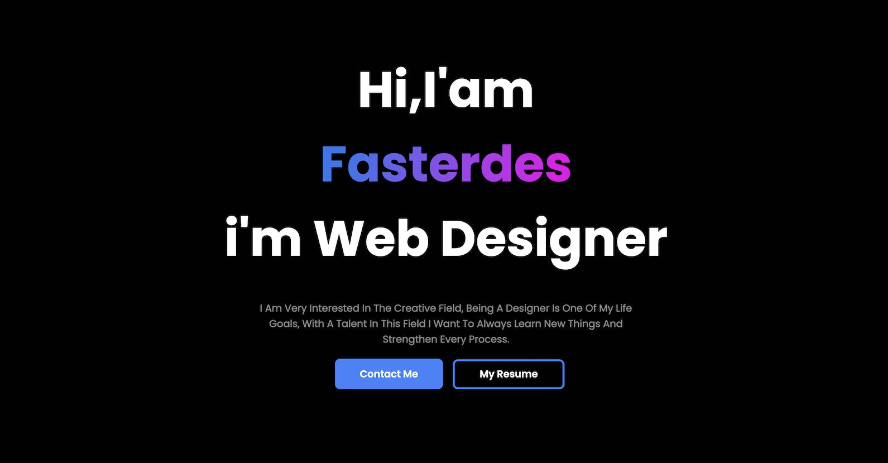 Hi,I'am
Fasterdes
i'm Web Designer
I Am Very Interested In The Creative Field, Being A Designer Is One Of My Life
Goals, With A Talent In This Field I Want To Always Learn New Things And
Strengthen Every Process.
Contact Me My Resume